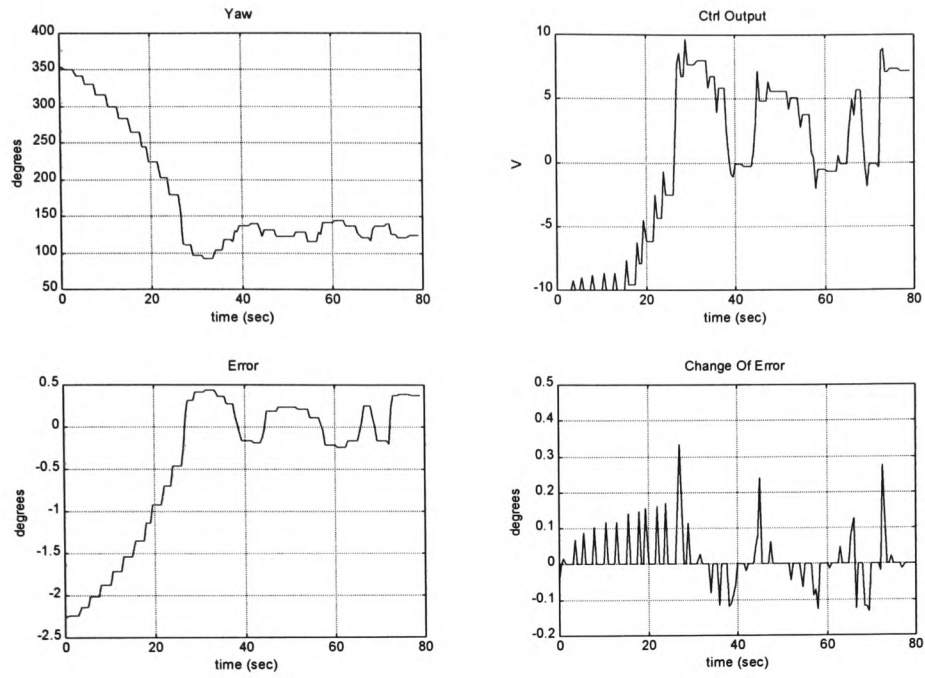 Yaw
400
350
300
250
200
150
100
50
degrees
0 20 40 60 80
time (sec)
Ctrl Output
10
5
0
-5
-10
V
0 20 40 60 80
time (sec)
Error
0.5
0
-0.5
-1
-1.5
-2
-2.5
degrees
0 20 40 60 80
time (sec)
Change Of Error
0.5
0.4
0.3
0.2
0.1
0
-0.1
-0.2
degrees
0 20 40 60 80
time (sec)